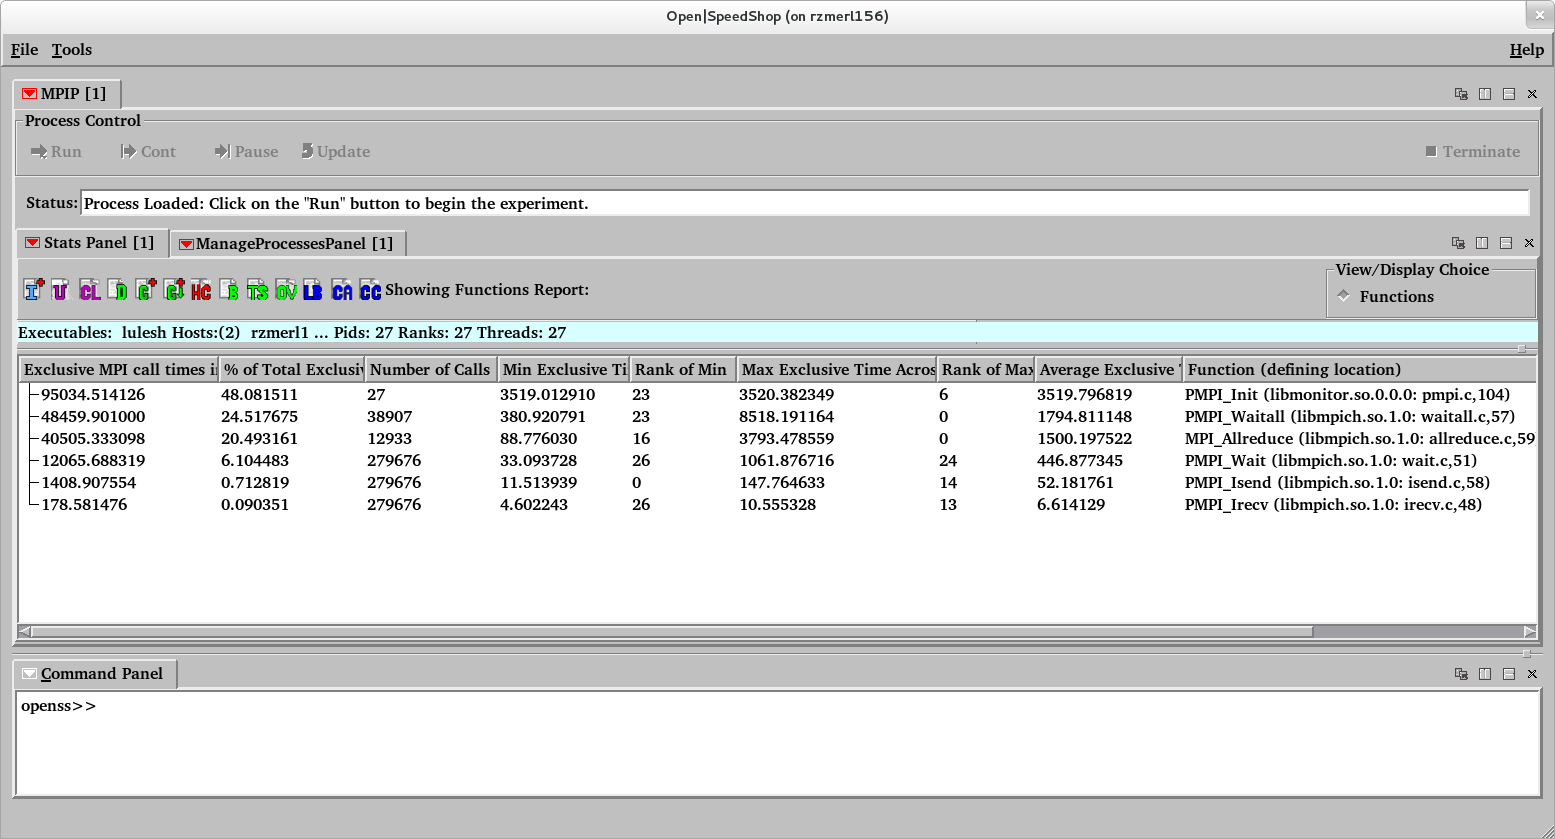 Open|SpeedShop (on rzmerl156)
File Tools Help
MPIP [1]
Process Control
Run Cont Pause Update Terminate
Status: Process Loaded: Click on the "Run" button to begin the experiment.
Stats Panel [1] ManageProcessesPanel [1]
View/Display Choice
I U CL D C C HC B TS OV LB CA CC Showing Functions Report:
Functions
Executables: lulesh Hosts:(2) rzmerl1 ... Pids: 27 Ranks: 27 Threads: 27
Exclusive MPI call times i % of Total Exclusiv Number of Calls Min Exclusive Ti Rank of Min Max Exclusive Time Acros Rank of Max Average Exclusive Function (defining location)
95034.514126 48.081511 27 3519.012910 23 3520.382349 6 3519.796819 PMPI_Init (libmonitor.so.0.0.0: pmpi.c,104)
48459.901000 24.517675 38907 380.920791 23 8518.191164 0 1794.811148 PMPI_Waitall (libmpich.so.1.0: waitall.c,57)
40505.333098 20.493161 12933 88.776030 16 3793.478559 0 1500.197522 MPI_Allreduce (libmpich.so.1.0: allreduce.c,59
12065.688319 6.104483 279676 33.093728 26 1061.876716 24 446.877345 PMPI_Wait (libmpich.so.1.0: wait.c,51)
1408.907554 0.712819 279676 11.513939 0 147.764633 14 52.181761 PMPI_Isend (libmpich.so.1.0: isend.c,58)
178.581476 0.090351 279676 4.602243 26 10.555328 13 6.614129 PMPI_Irecv (libmpich.so.1.0: irecv.c,48)
Command Panel
openss>>